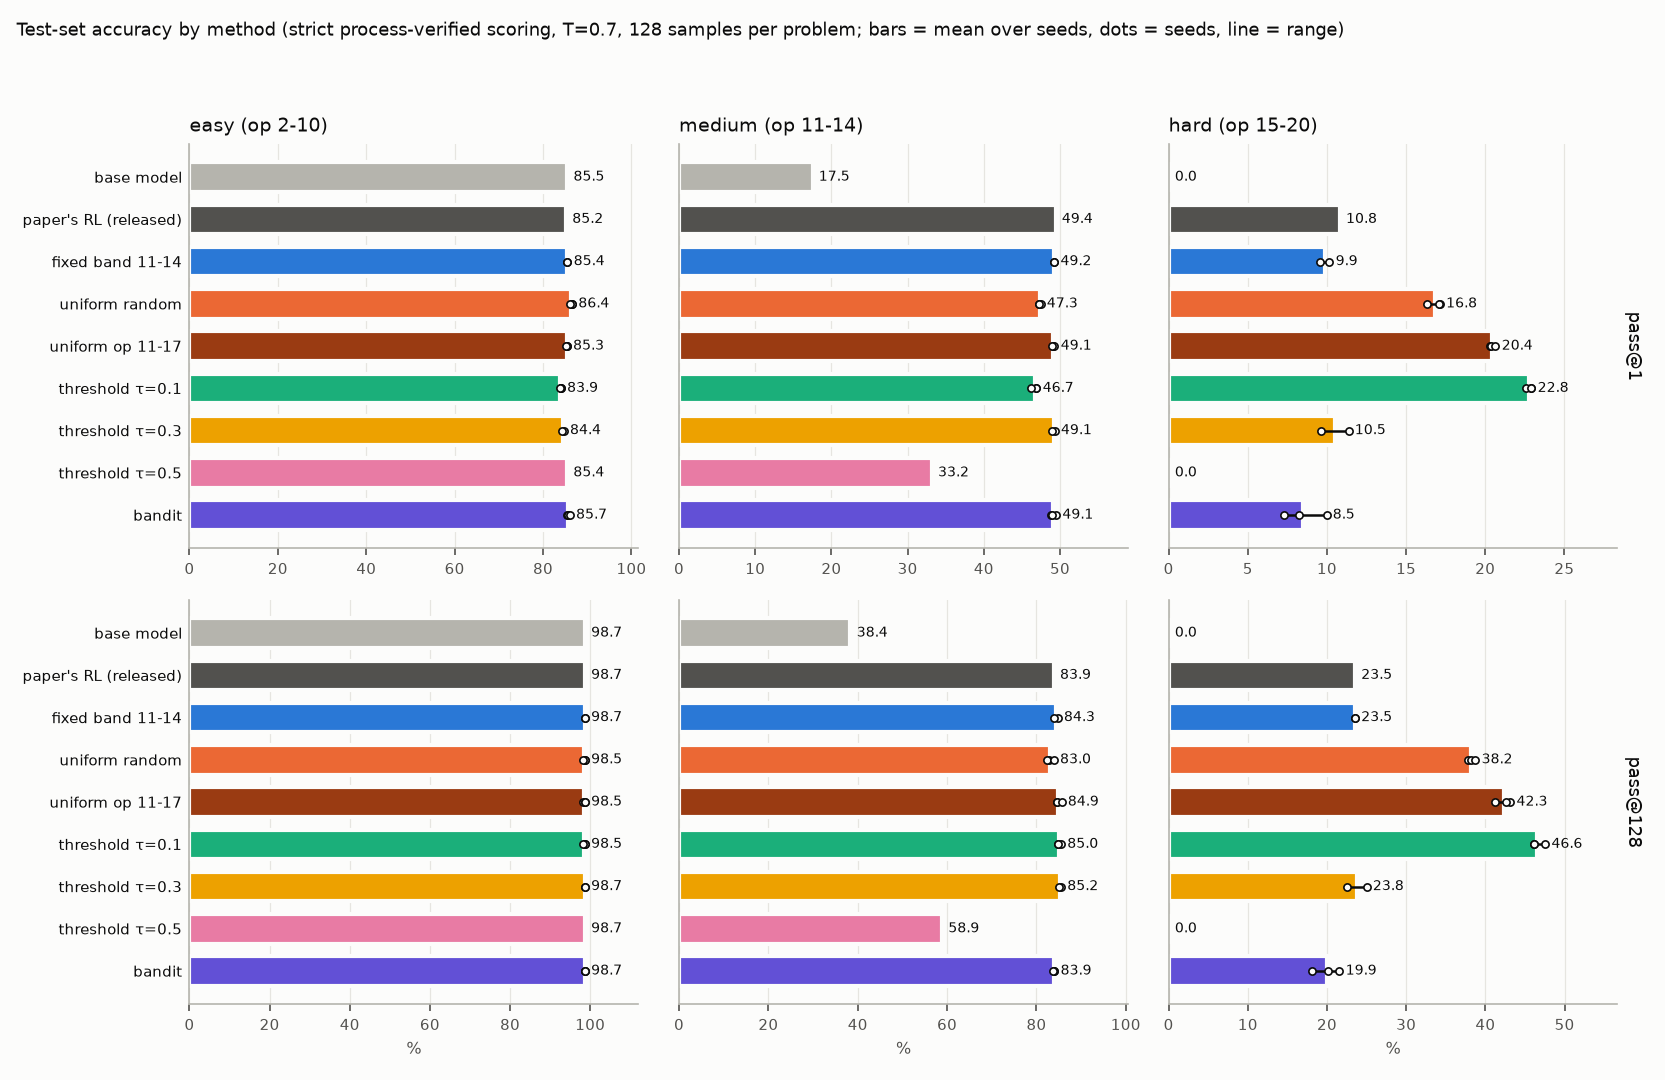 Test-set accuracy by method (strict process-verified scoring, T=0.7, 128 samples per problem; bars = mean over seeds, dots = seeds, line = range)
easy (op 2-10)
medium (op 11-14)
hard (op 15-20)
base model 85.5 17.5 0.0
paper's RL (released) 85.2 49.4 10.8
fixed band 11-14 85.4 49.2 9.9
uniform random 86.4 47.3 16.8
uniform op 11-17 85.3 49.1 20.4
threshold τ=0.1 83.9 46.7 22.8
threshold τ=0.3 84.4 49.1 10.5
threshold τ=0.5 85.4 33.2 0.0
bandit 85.7 49.1 8.5
pass@1
0 20 40 60 80 100
0 10 20 30 40 50
0 5 10 15 20 25
base model 98.7 38.4 0.0
paper's RL (released) 98.7 83.9 23.5
fixed band 11-14 98.7 84.3 23.5
uniform random 98.5 83.0 38.2
uniform op 11-17 98.5 84.9 42.3
threshold τ=0.1 98.5 85.0 46.6
threshold τ=0.3 98.7 85.2 23.8
threshold τ=0.5 98.7 58.9 0.0
bandit 98.7 83.9 19.9
pass@128
0 20 40 60 80 100
0 20 40 60 80 100
0 10 20 30 40 50
% % %